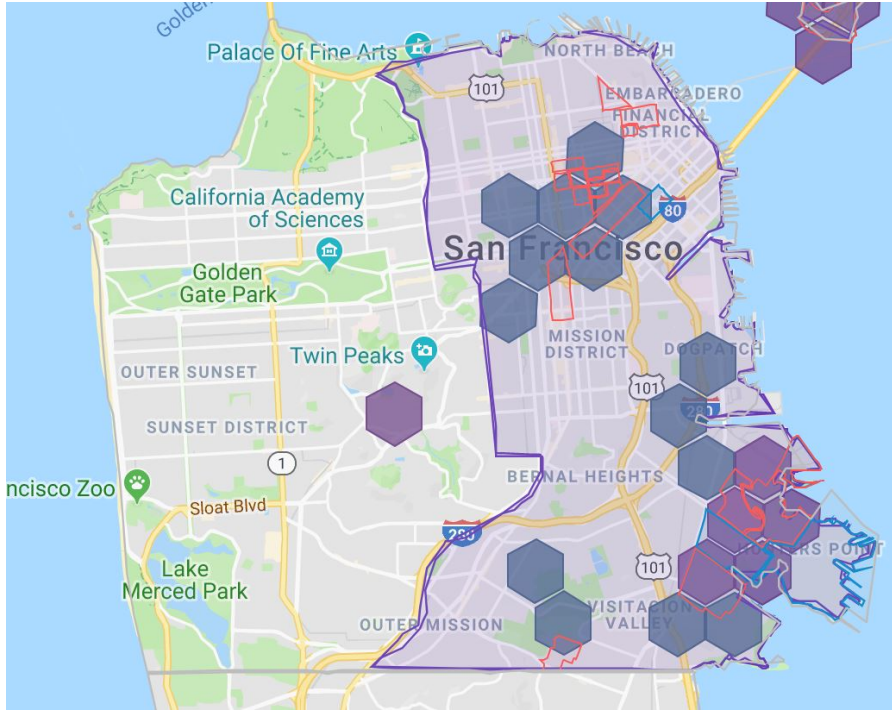 Golden
Palace Of Fine Arts
NORTH BEACH
101
EMBARCADERO
FINANCIAL
DISTRICT
California Academy
of Sciences
80
San Francisco
Golden
Gate Park
MISSION
DISTRICT
DOGPATCH
Twin Peaks
OUTER SUNSET
101
280
SUNSET DISTRICT
1
BERNAL HEIGHTS
ncisco Zoo
Sloat Blvd
280
HUNTERS POINT
101
Lake
Merced Park
VISITACION
VALLEY
OUTER MISSION